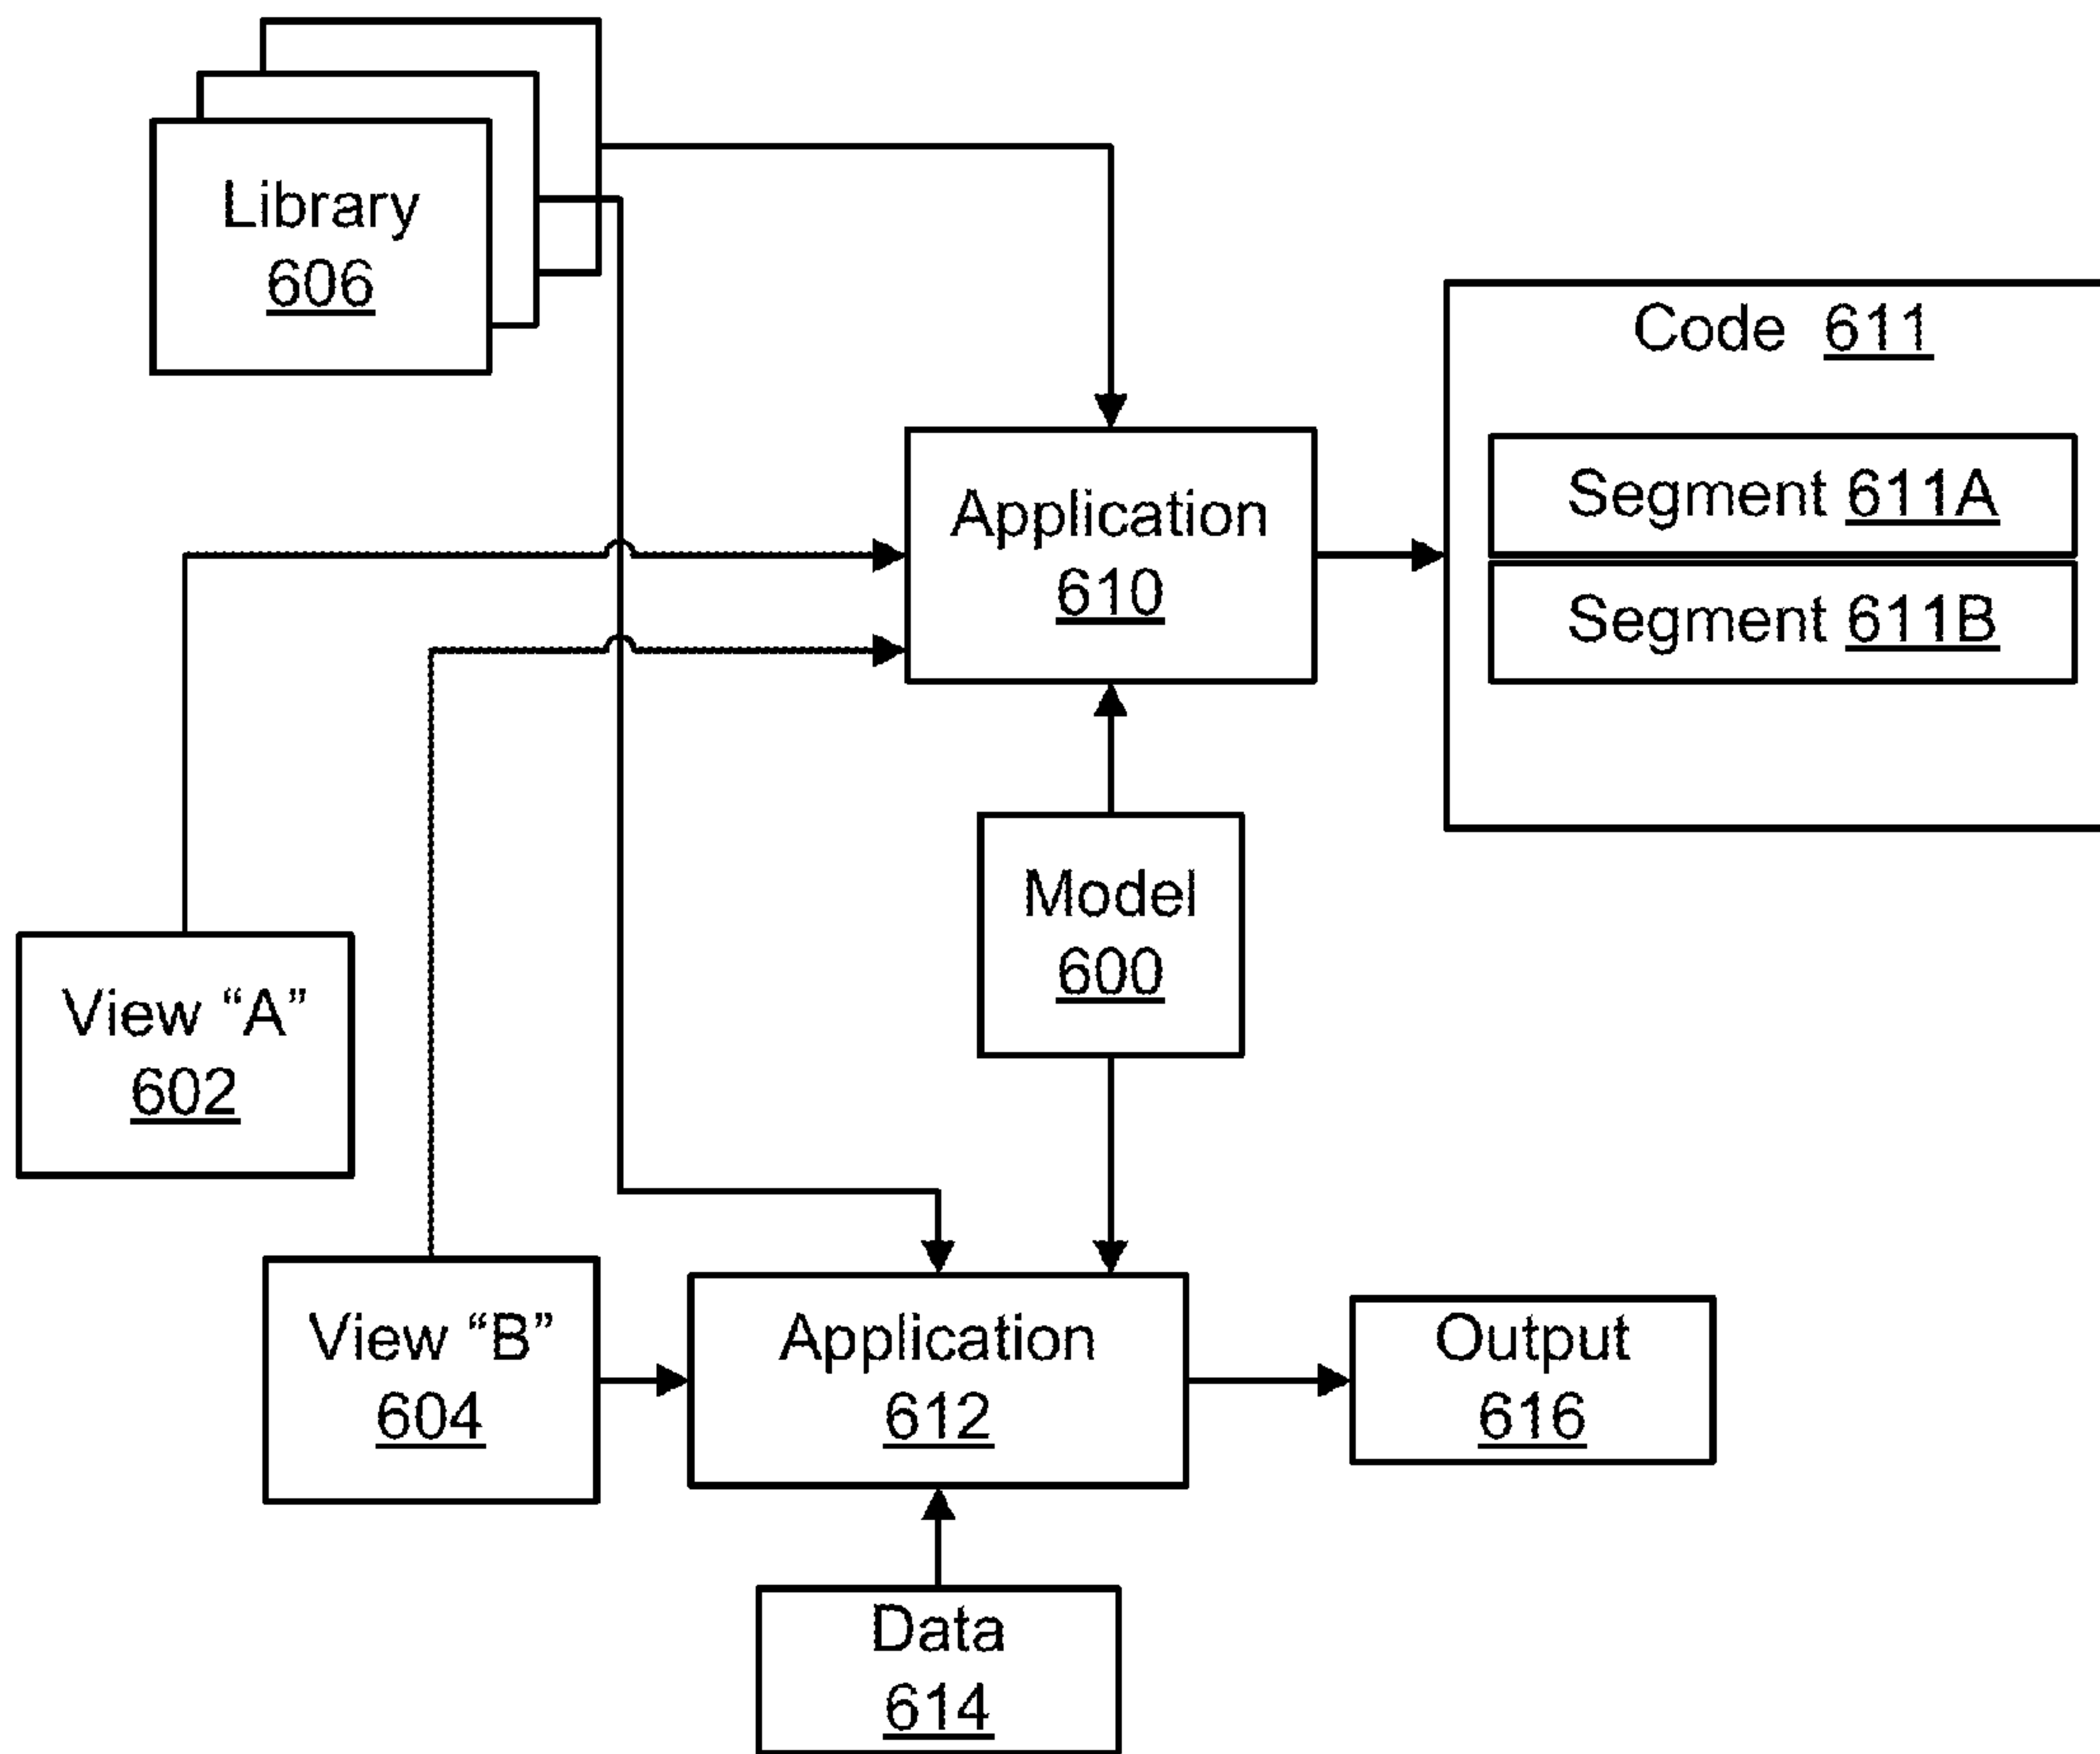 Library
606
Code 611
Segment 611A
Application
610
Segment 611B
Model
600
View “A”
602
View “B”
604
Application
612
Output
616
Data
614